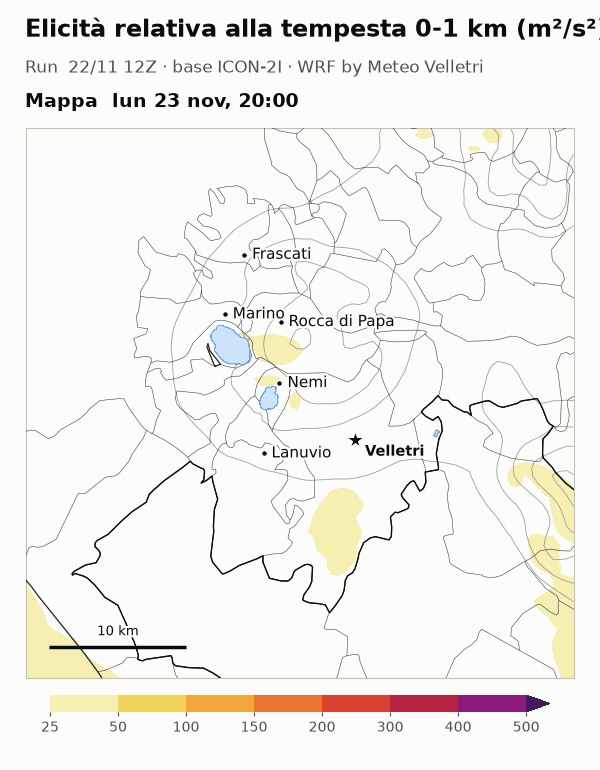 Elicità relativa alla tempesta 0-1 km (m²/s²)
Run  22/11 12Z · base ICON-2I · WRF by Meteo Velletri
Mappa  lun 23 nov, 20:00
Frascati
Marino
Rocca di Papa
Nemi
Lanuvio
Velletri
10 km
25 50 100 150 200 300 400 500